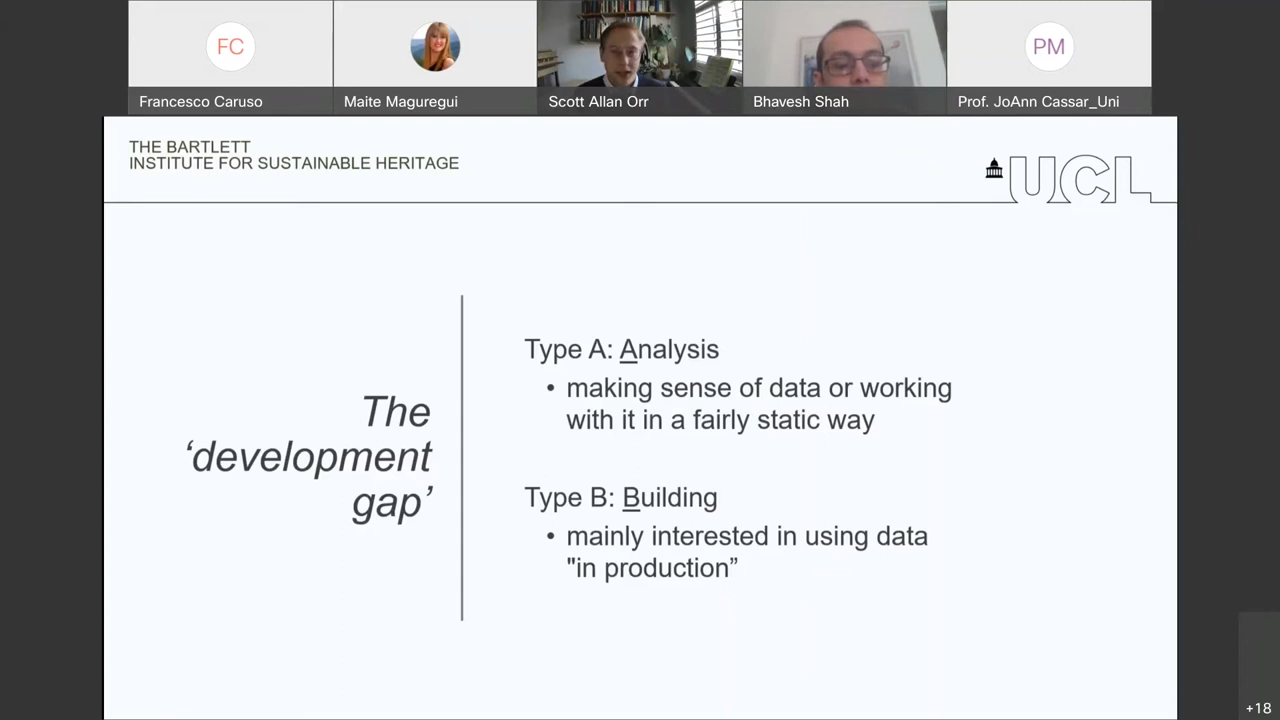 FC
PM
Francesco Caruso
Maite Maguregui
Scott Allan Orr
Bhavesh Shah
Prof. JoAnn Cassar_Uni
THE BARTLETT
INSTITUTE FOR SUSTAINABLE HERITAGE
UCL
The
‘development
gap’
Type A: Analysis
• making sense of data or working
with it in a fairly static way
Type B: Building
• mainly interested in using data
"in production”
+18